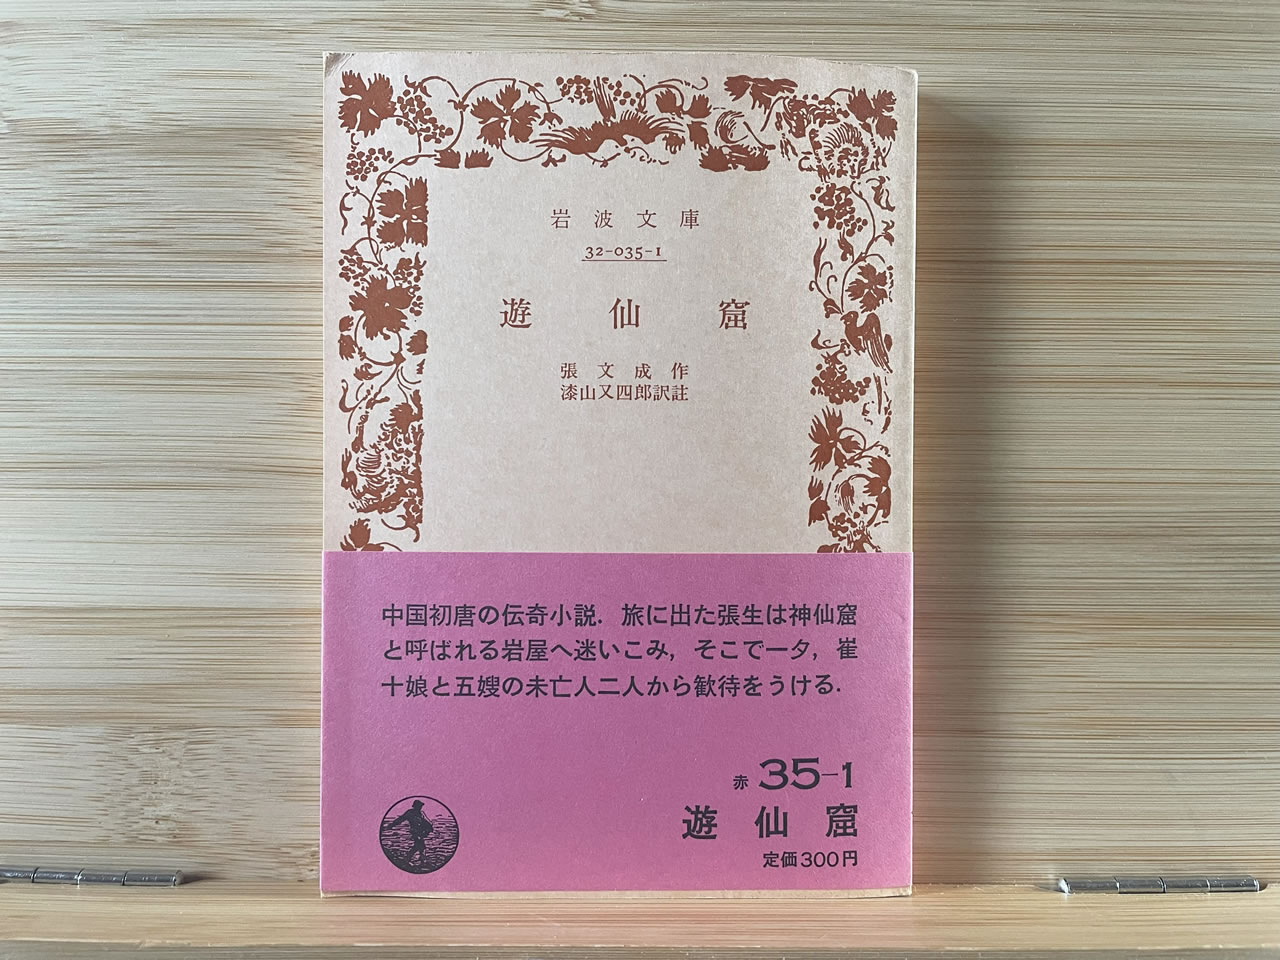 岩波文庫
32-035-1
遊仙窟
張文成作
漆山又四郎訳註
中国初唐の伝奇小説．旅に出た張生は神仙窟
と呼ばれる岩屋へ迷いこみ，そこで一夕，崔
十娘と五嫂の未亡人二人から歓待をうける．
赤 35-1
遊仙窟
定価300円